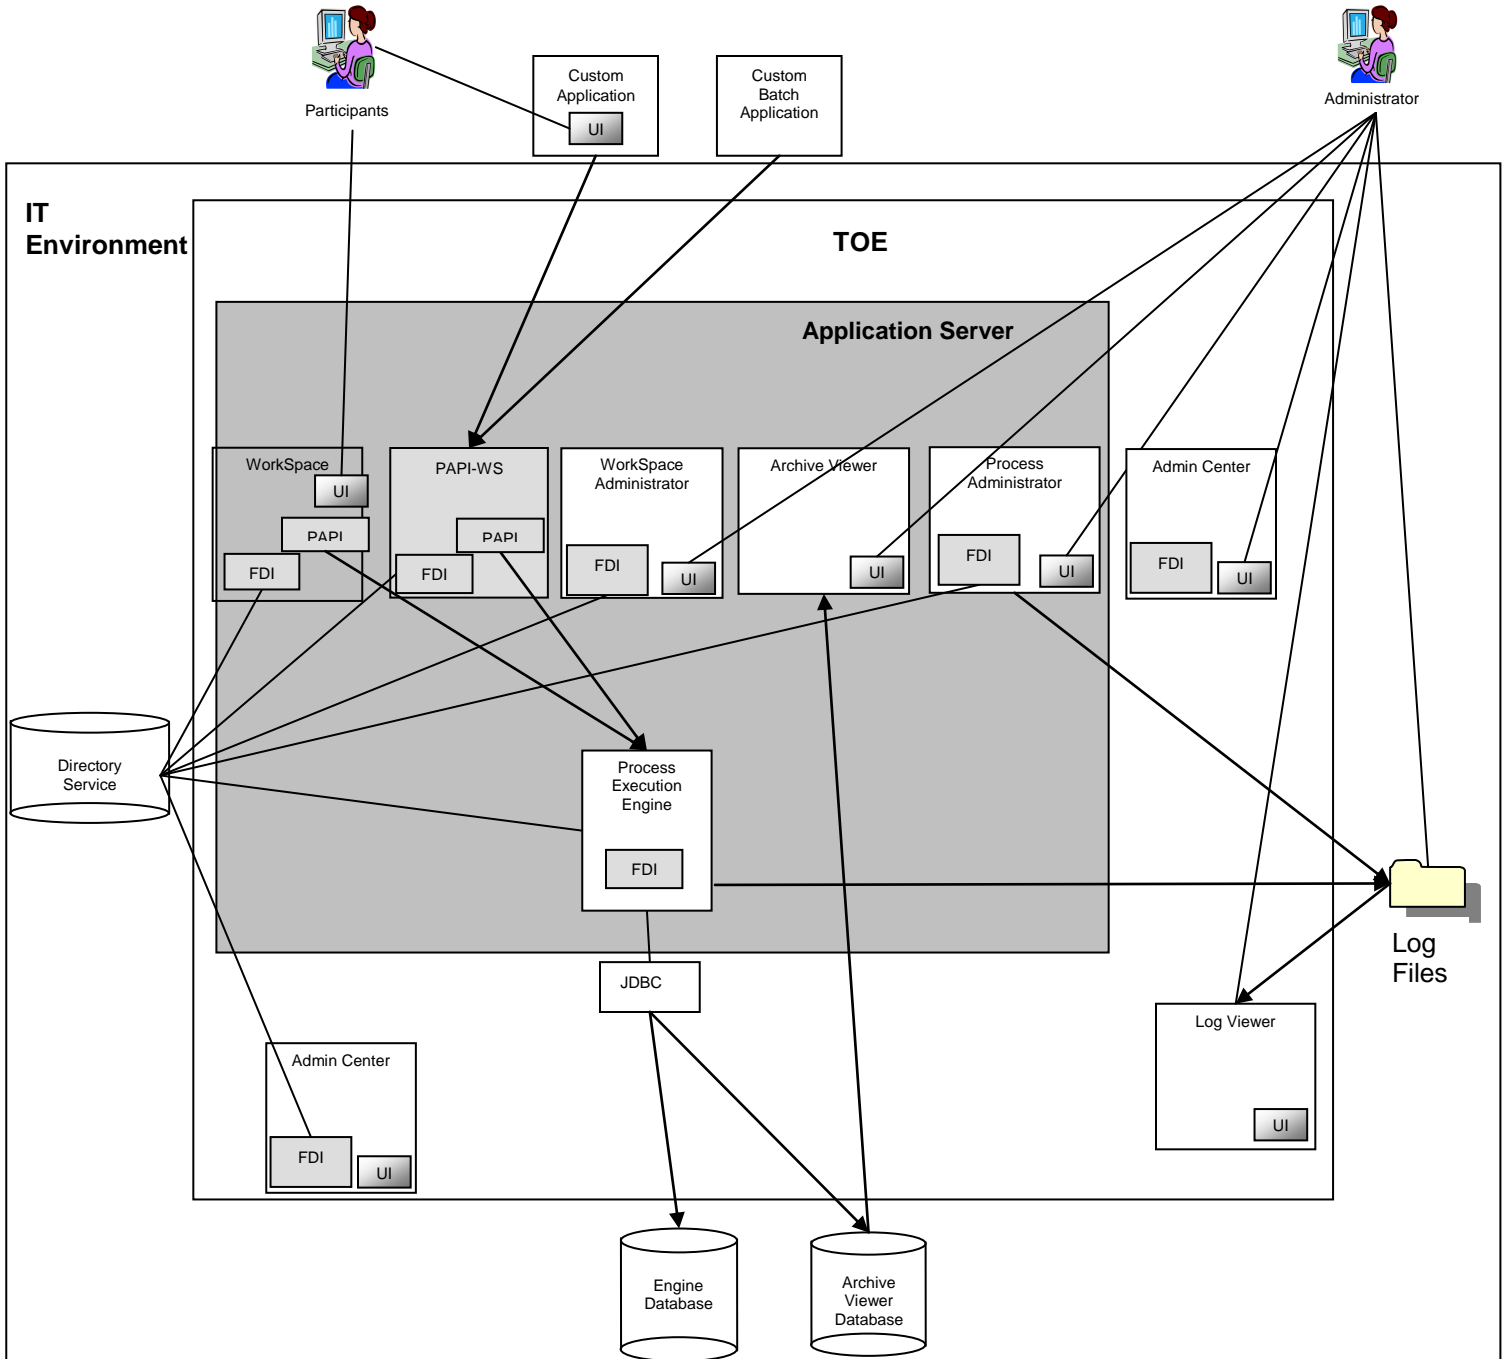 Participants
Custom
Application
UI
Custom
Batch
Application
Administrator
IT
Environment
TOE
Application Server
WorkSpace
UI
PAPI
FDI
PAPI-WS
PAPI
FDI
WorkSpace
Administrator
FDI
UI
Archive Viewer
UI
Process
Administrator
FDI
UI
Admin Center
FDI
UI
Directory
Service
Process
Execution
Engine
FDI
Log
Files
JDBC
Log Viewer
UI
Admin Center
FDI
UI
Engine
Database
Archive
Viewer
Database